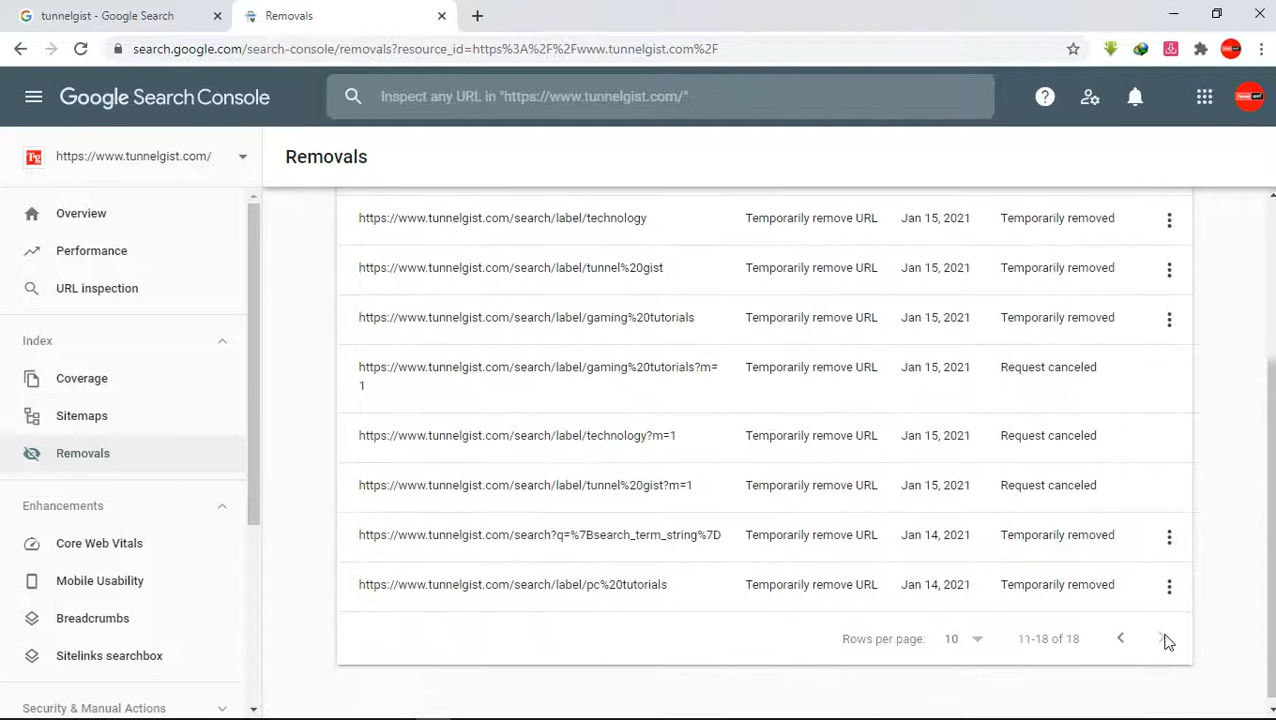 tunnelgist - Google Search
Removals
search.google.com/search-console/removals?resource_id=https%3A%2F%2Fwww.tunnelgist.com%2F
Google Search Console
Inspect any URL in "https://www.tunnelgist.com/"
Tg
https://www.tunnelgist.com/
Removals
Overview
Performance
URL inspection
Index
Coverage
Sitemaps
Removals
Enhancements
Core Web Vitals
Mobile Usability
Breadcrumbs
Sitelinks searchbox
Security & Manual Actions
https://www.tunnelgist.com/search/label/technology Temporarily remove URL Jan 15, 2021 Temporarily removed
https://www.tunnelgist.com/search/label/tunnel%20gist Temporarily remove URL Jan 15, 2021 Temporarily removed
https://www.tunnelgist.com/search/label/gaming%20tutorials Temporarily remove URL Jan 15, 2021 Temporarily removed
https://www.tunnelgist.com/search/label/gaming%20tutorials?m= Temporarily remove URL Jan 15, 2021 Request canceled
1
https://www.tunnelgist.com/search/label/technology?m=1 Temporarily remove URL Jan 15, 2021 Request canceled
https://www.tunnelgist.com/search/label/tunnel%20gist?m=1 Temporarily remove URL Jan 15, 2021 Request canceled
https://www.tunnelgist.com/search?q=%7Bsearch_term_string%7D Temporarily remove URL Jan 14, 2021 Temporarily removed
https://www.tunnelgist.com/search/label/pc%20tutorials Temporarily remove URL Jan 14, 2021 Temporarily removed
Rows per page: 10 11-18 of 18